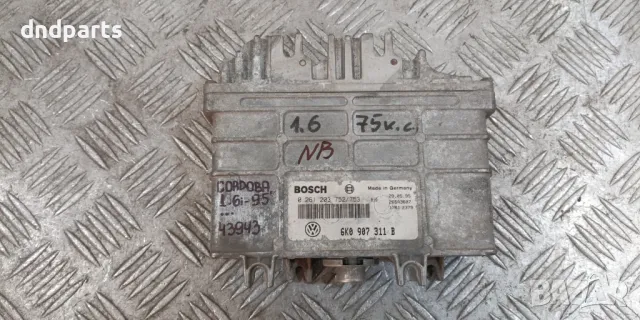 dndparts
1.6
75к.с.
NB
CORDOBA
1.6i-95
43943
BOSCH
Made in Germany
0 261 203 752/753
6K0 907 311 B
BAZAR